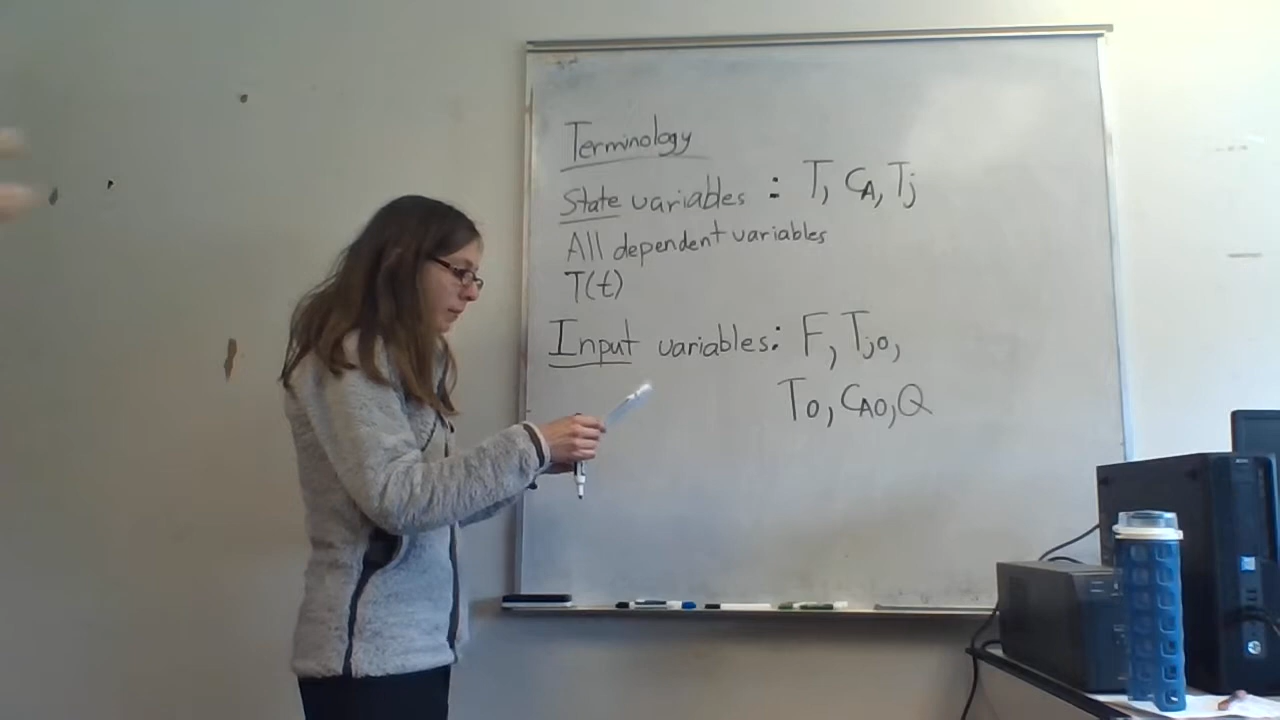 Terminology
State variables : T, CA, Tj
All dependent variables
T(t)
Input variables: F, Tj0,
T0, CA0, Q